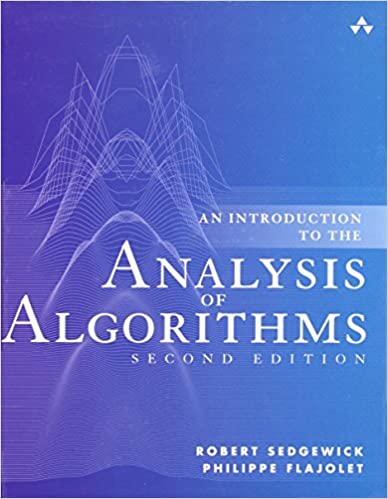 AN INTRODUCTION
TO THE
ANALYSIS
OF
ALGORITHMS
SECOND EDITION
ROBERT SEDGEWICK
PHILIPPE FLAJOLET